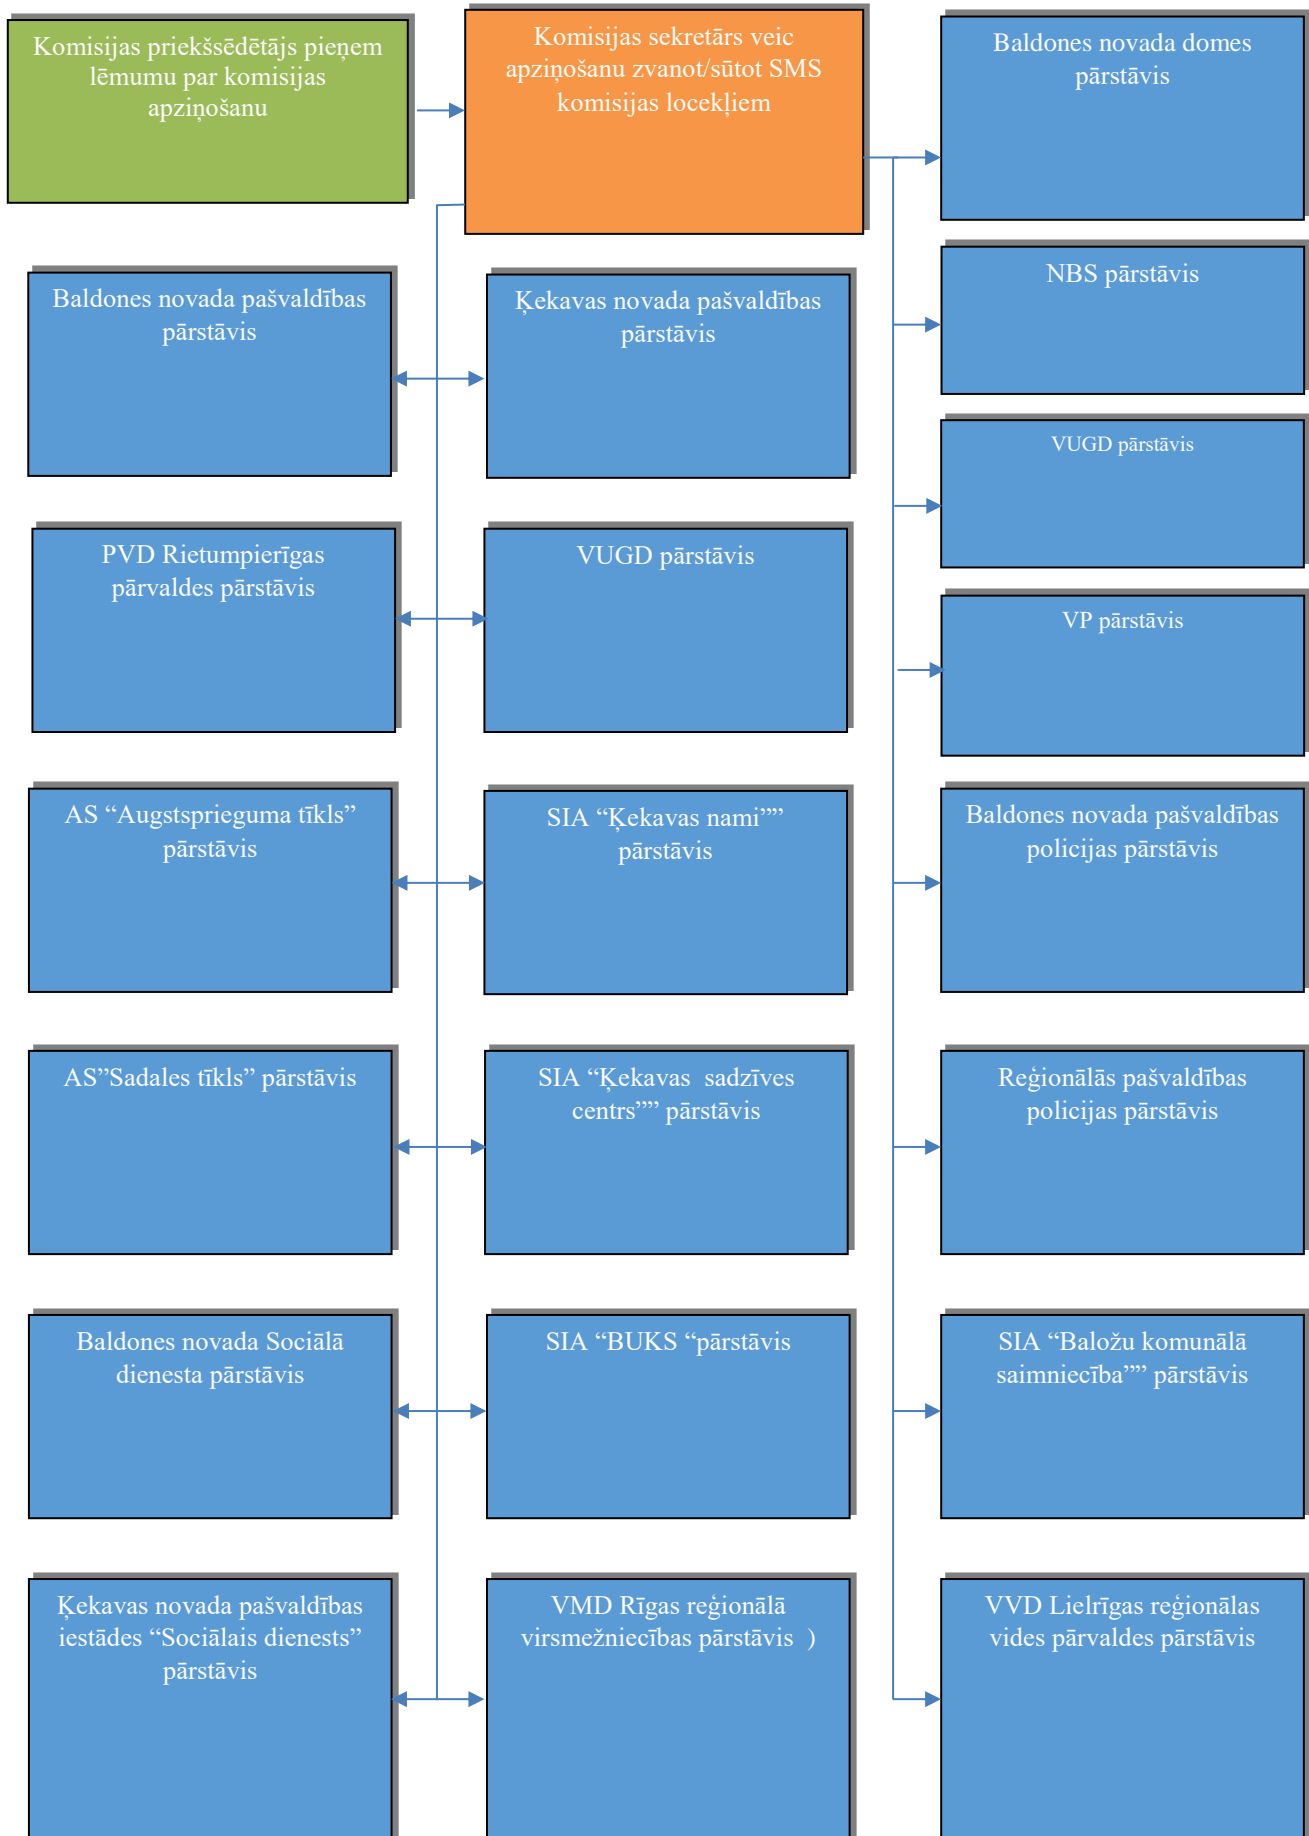 Komisijas priekšsēdētājs pieņem
lēmumu par komisijas
apziņošanu
Komisijas sekretārs veic
apziņošanu zvanot/sūtot SMS
komisijas locekļiem
Baldones novada domes
pārstāvis
NBS pārstāvis
Baldones novada pašvaldības
pārstāvis
Ķekavas novada pašvaldības
pārstāvis
VUGD pārstāvis
PVD Rietumpierīgas
pārvaldes pārstāvis
VUGD pārstāvis
VP pārstāvis
AS “Augstsprieguma tīkls”
pārstāvis
SIA “Ķekavas nami””
pārstāvis
Baldones novada pašvaldības
policijas pārstāvis
AS”Sadales tīkls” pārstāvis
SIA “Ķekavas  sadzīves
centrs”” pārstāvis
Reģionālās pašvaldības
policijas pārstāvis
Baldones novada Sociālā
dienesta pārstāvis
SIA “BUKS “pārstāvis
SIA “Baložu komunālā
saimniecība”” pārstāvis
Ķekavas novada pašvaldības
iestādes “Sociālais dienests”
pārstāvis
VMD Rīgas reģionālā
virsmežniecības pārstāvis  )
VVD Lielrīgas reģionālas
vides pārvaldes pārstāvis